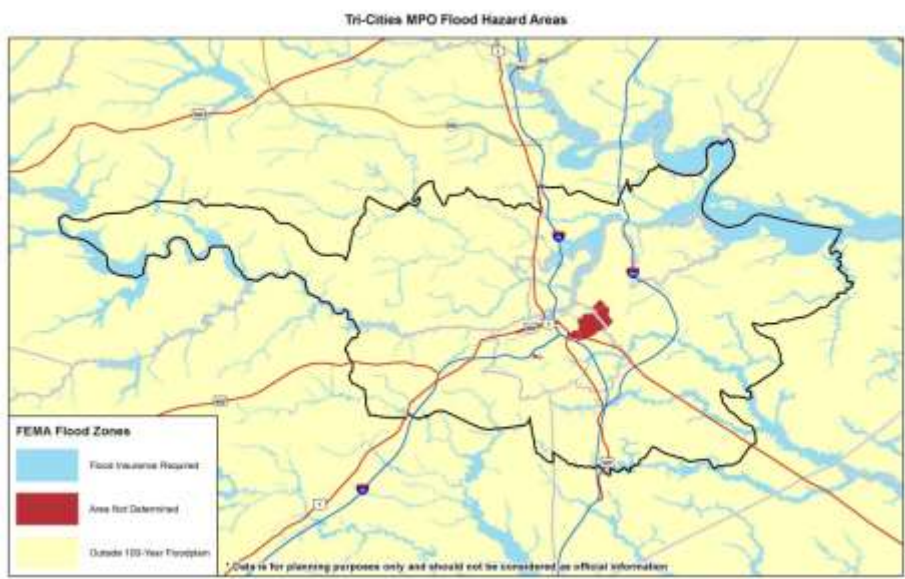 Tri-Cities MPO Flood Hazard Areas
FEMA Flood Zones
Flood Insurance Required
Area Not Determined
Outside 100-Year Floodplain
* Data is for planning purposes only and should not be considered as official information